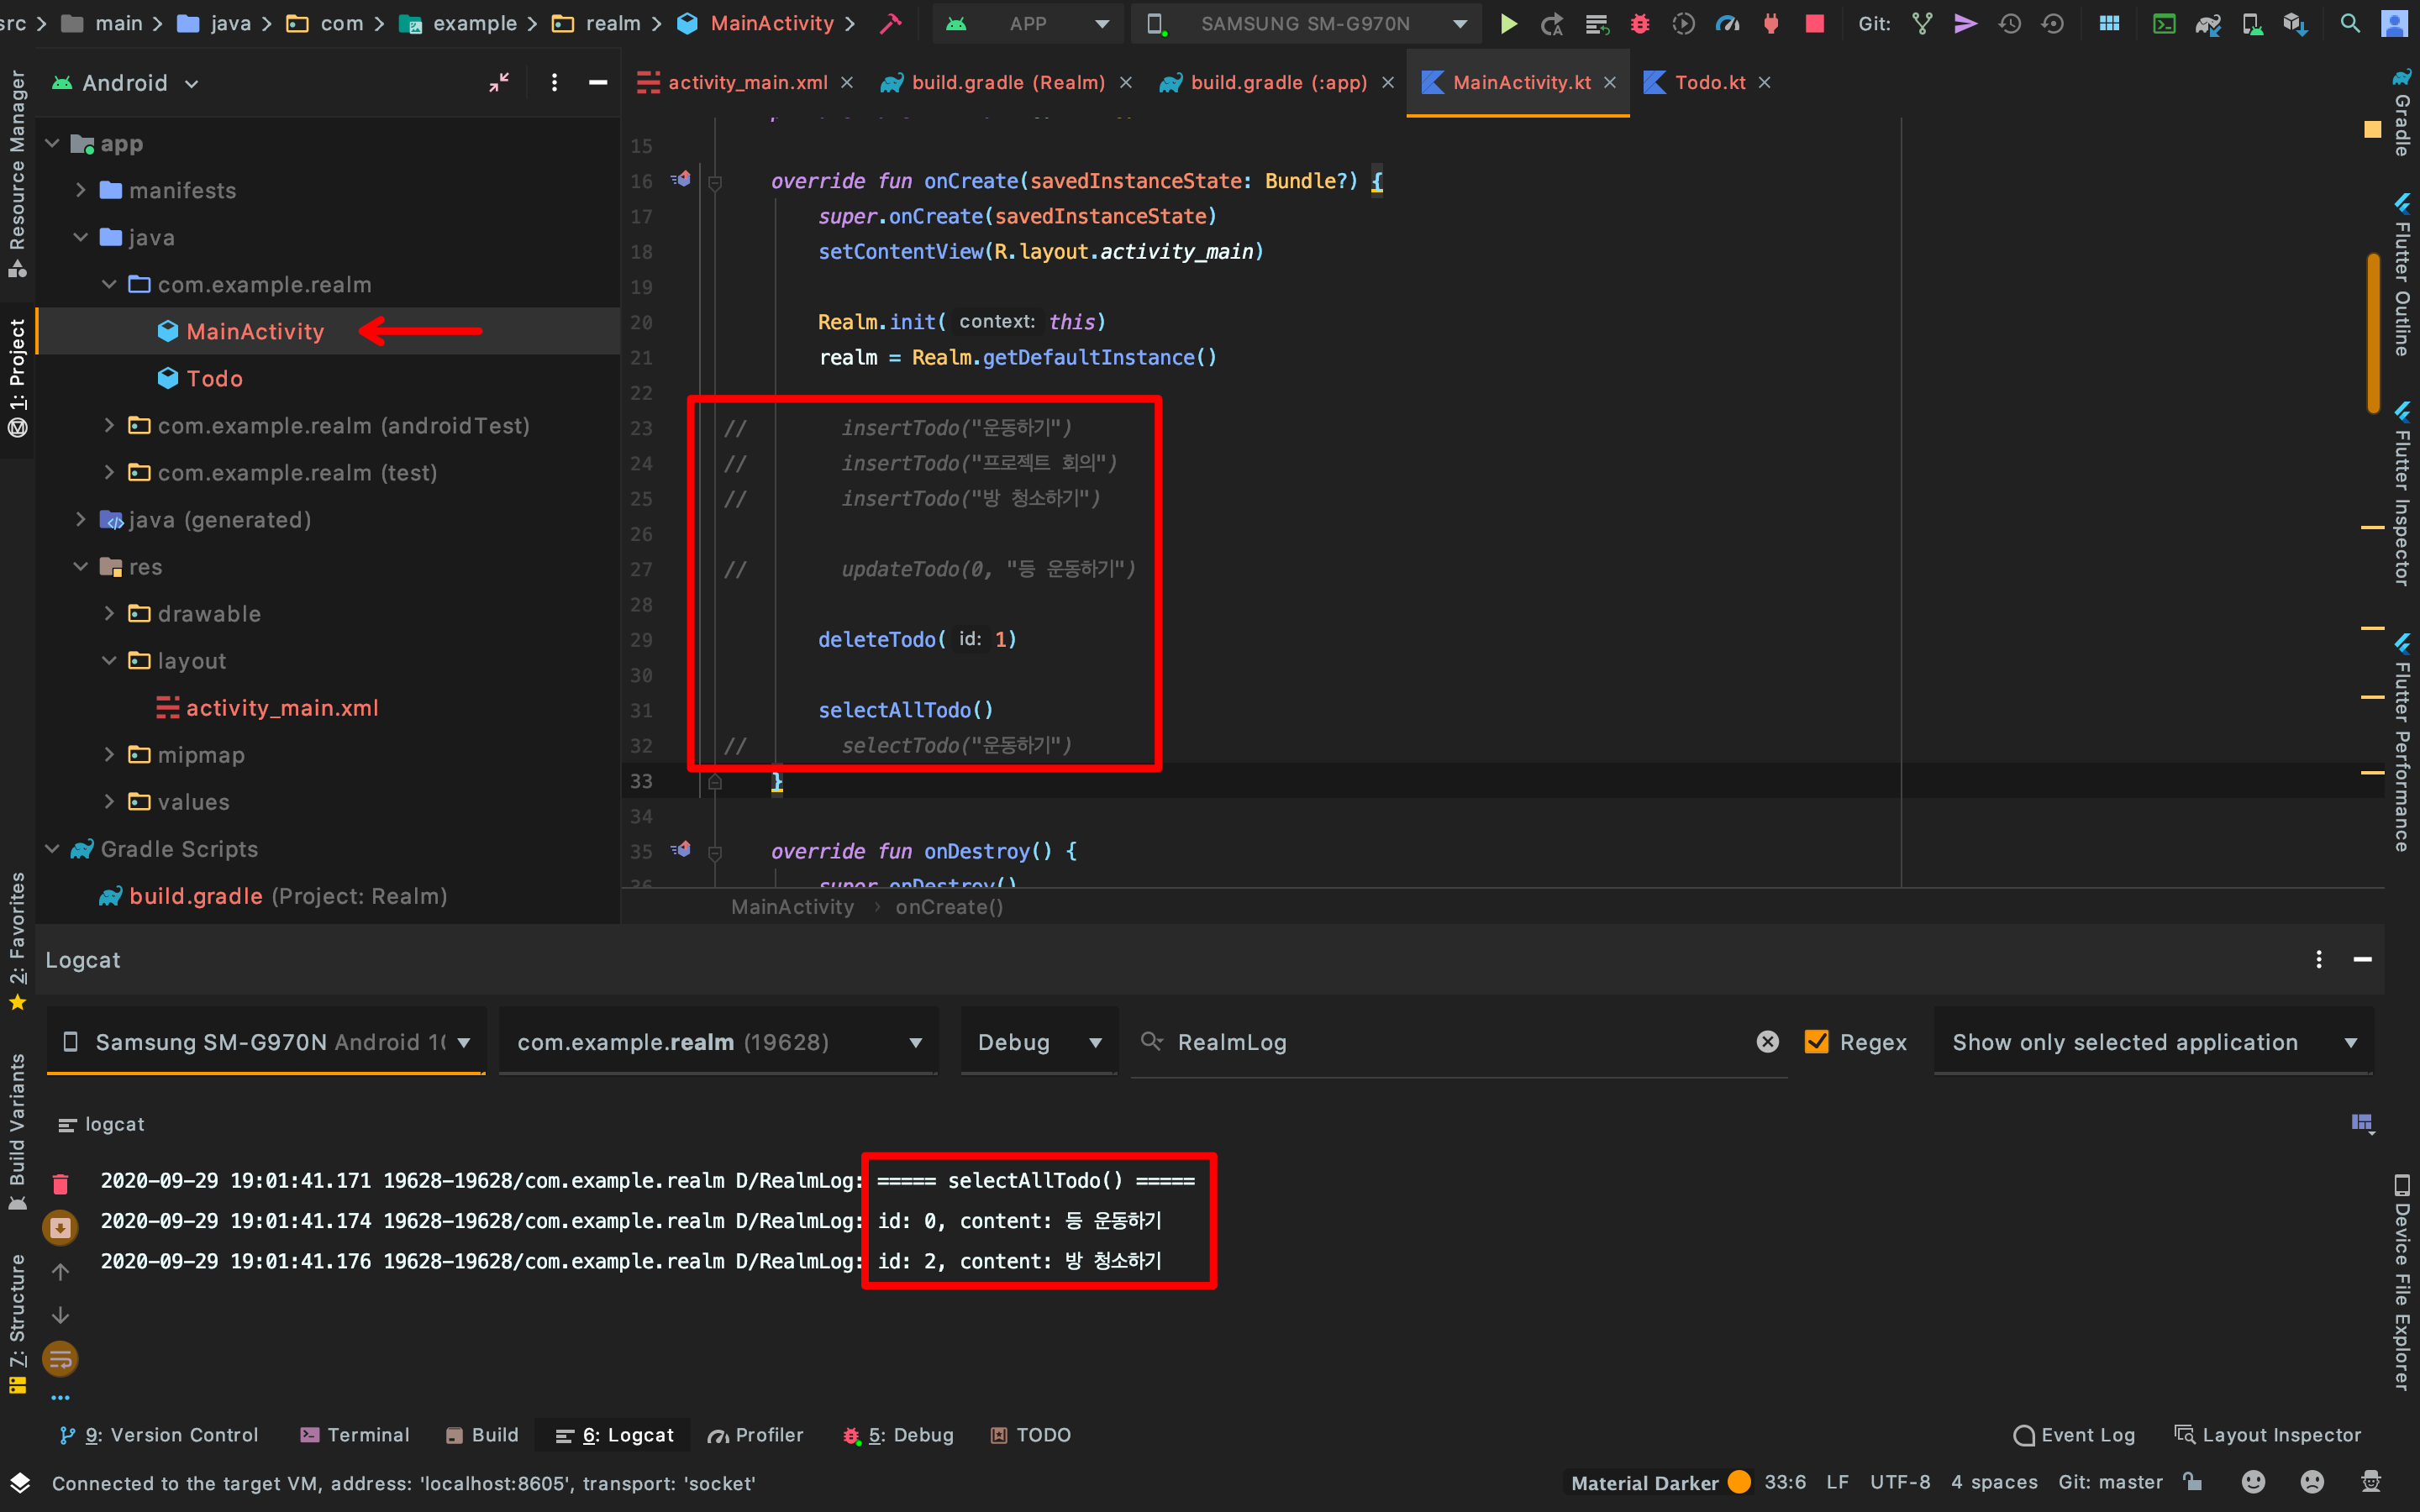 src > main > java > com > example > realm > MainActivity >
APP
SAMSUNG SM-G970N
Git:
Android
activity_main.xml
build.gradle (Realm)
build.gradle (:app)
MainActivity.kt
Todo.kt
Resource Manager
1: Project
2: Favorites
Build Variants
7: Structure
app
manifests
java
com.example.realm
MainActivity
Todo
com.example.realm (androidTest)
com.example.realm (test)
java (generated)
res
drawable
layout
activity_main.xml
mipmap
values
Gradle Scripts
build.gradle (Project: Realm)
15
16 override fun onCreate(savedInstanceState: Bundle?) {
17 super.onCreate(savedInstanceState)
18 setContentView(R.layout.activity_main)
19
20 Realm.init( context: this)
21 realm = Realm.getDefaultInstance()
22
23 // insertTodo("운동하기")
24 // insertTodo("프로젝트 회의")
25 // insertTodo("방 청소하기")
26
27 // updateTodo(0, "등 운동하기")
28
29 deleteTodo( id: 1)
30
31 selectAllTodo()
32 // selectTodo("운동하기")
33 }
34
35 override fun onDestroy() {
36 super.onDestroy()
MainActivity > onCreate()
Gradle
Flutter Outline
Flutter Inspector
Flutter Performance
Device File Explorer
Logcat
Samsung SM-G970N Android 10
com.example.realm (19628)
Debug
RealmLog
Regex
Show only selected application
logcat
2020-09-29 19:01:41.171 19628-19628/com.example.realm D/RealmLog: ===== selectAllTodo() =====
2020-09-29 19:01:41.174 19628-19628/com.example.realm D/RealmLog: id: 0, content: 등 운동하기
2020-09-29 19:01:41.176 19628-19628/com.example.realm D/RealmLog: id: 2, content: 방 청소하기
9: Version Control
Terminal
Build
6: Logcat
Profiler
5: Debug
TODO
Event Log
Layout Inspector
Connected to the target VM, address: 'localhost:8605', transport: 'socket'
Material Darker
33:6 LF UTF-8 4 spaces Git: master